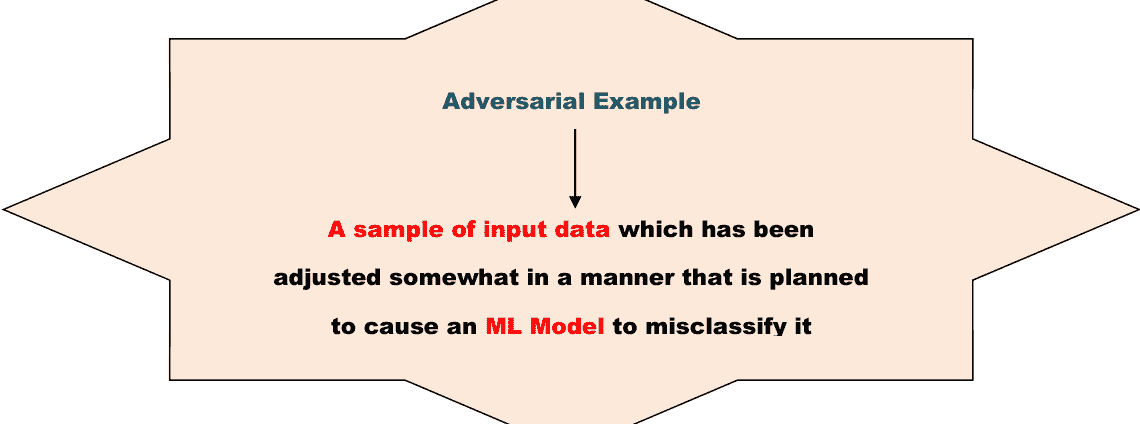 Adversarial Example
A sample of input data which has been
adjusted somewhat in a manner that is planned
to cause an ML Model to misclassify it